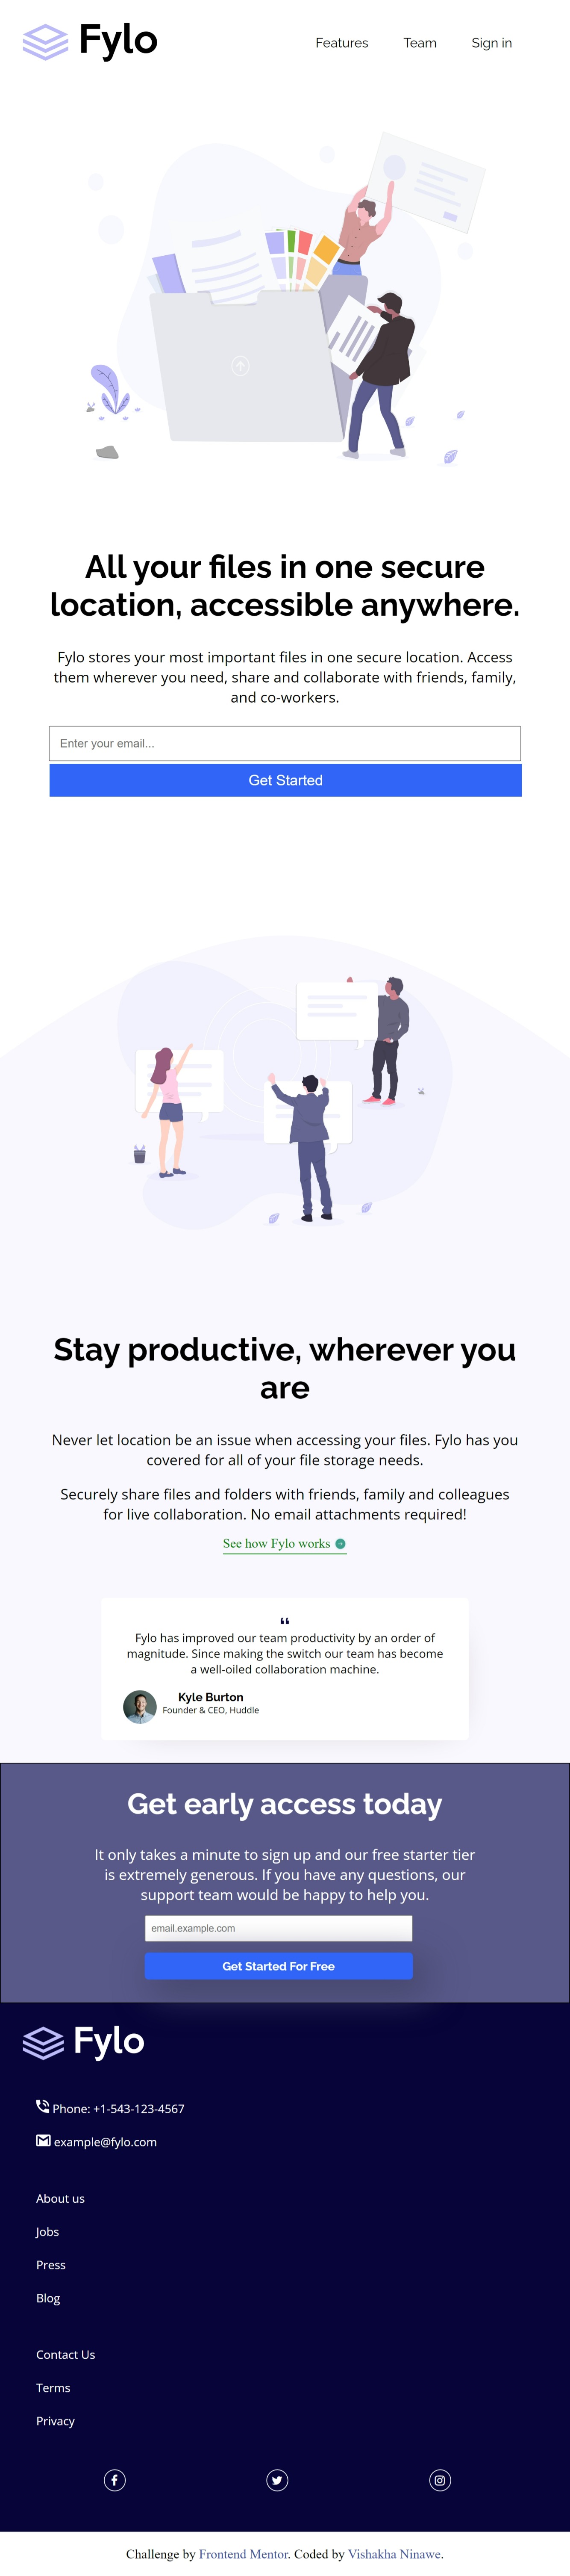 Fylo
Features Team Sign in
All your files in one secure
location, accessible anywhere.
Fylo stores your most important files in one secure location. Access
them wherever you need, share and collaborate with friends, family,
and co-workers.
Enter your email...
Get Started
Stay productive, wherever you
are
Never let location be an issue when accessing your files. Fylo has you
covered for all of your file storage needs.
Securely share files and folders with friends, family and colleagues
for live collaboration. No email attachments required!
See how Fylo works
“
Fylo has improved our team productivity by an order of
magnitude. Since making the switch our team has become
a well-oiled collaboration machine.
Kyle Burton
Founder & CEO, Huddle
Get early access today
It only takes a minute to sign up and our free starter tier
is extremely generous. If you have any questions, our
support team would be happy to help you.
email.example.com
Get Started For Free
Fylo
Phone: +1-543-123-4567
example@fylo.com
About us
Jobs
Press
Blog
Contact Us
Terms
Privacy
Challenge by Frontend Mentor. Coded by Vishakha Ninawe.